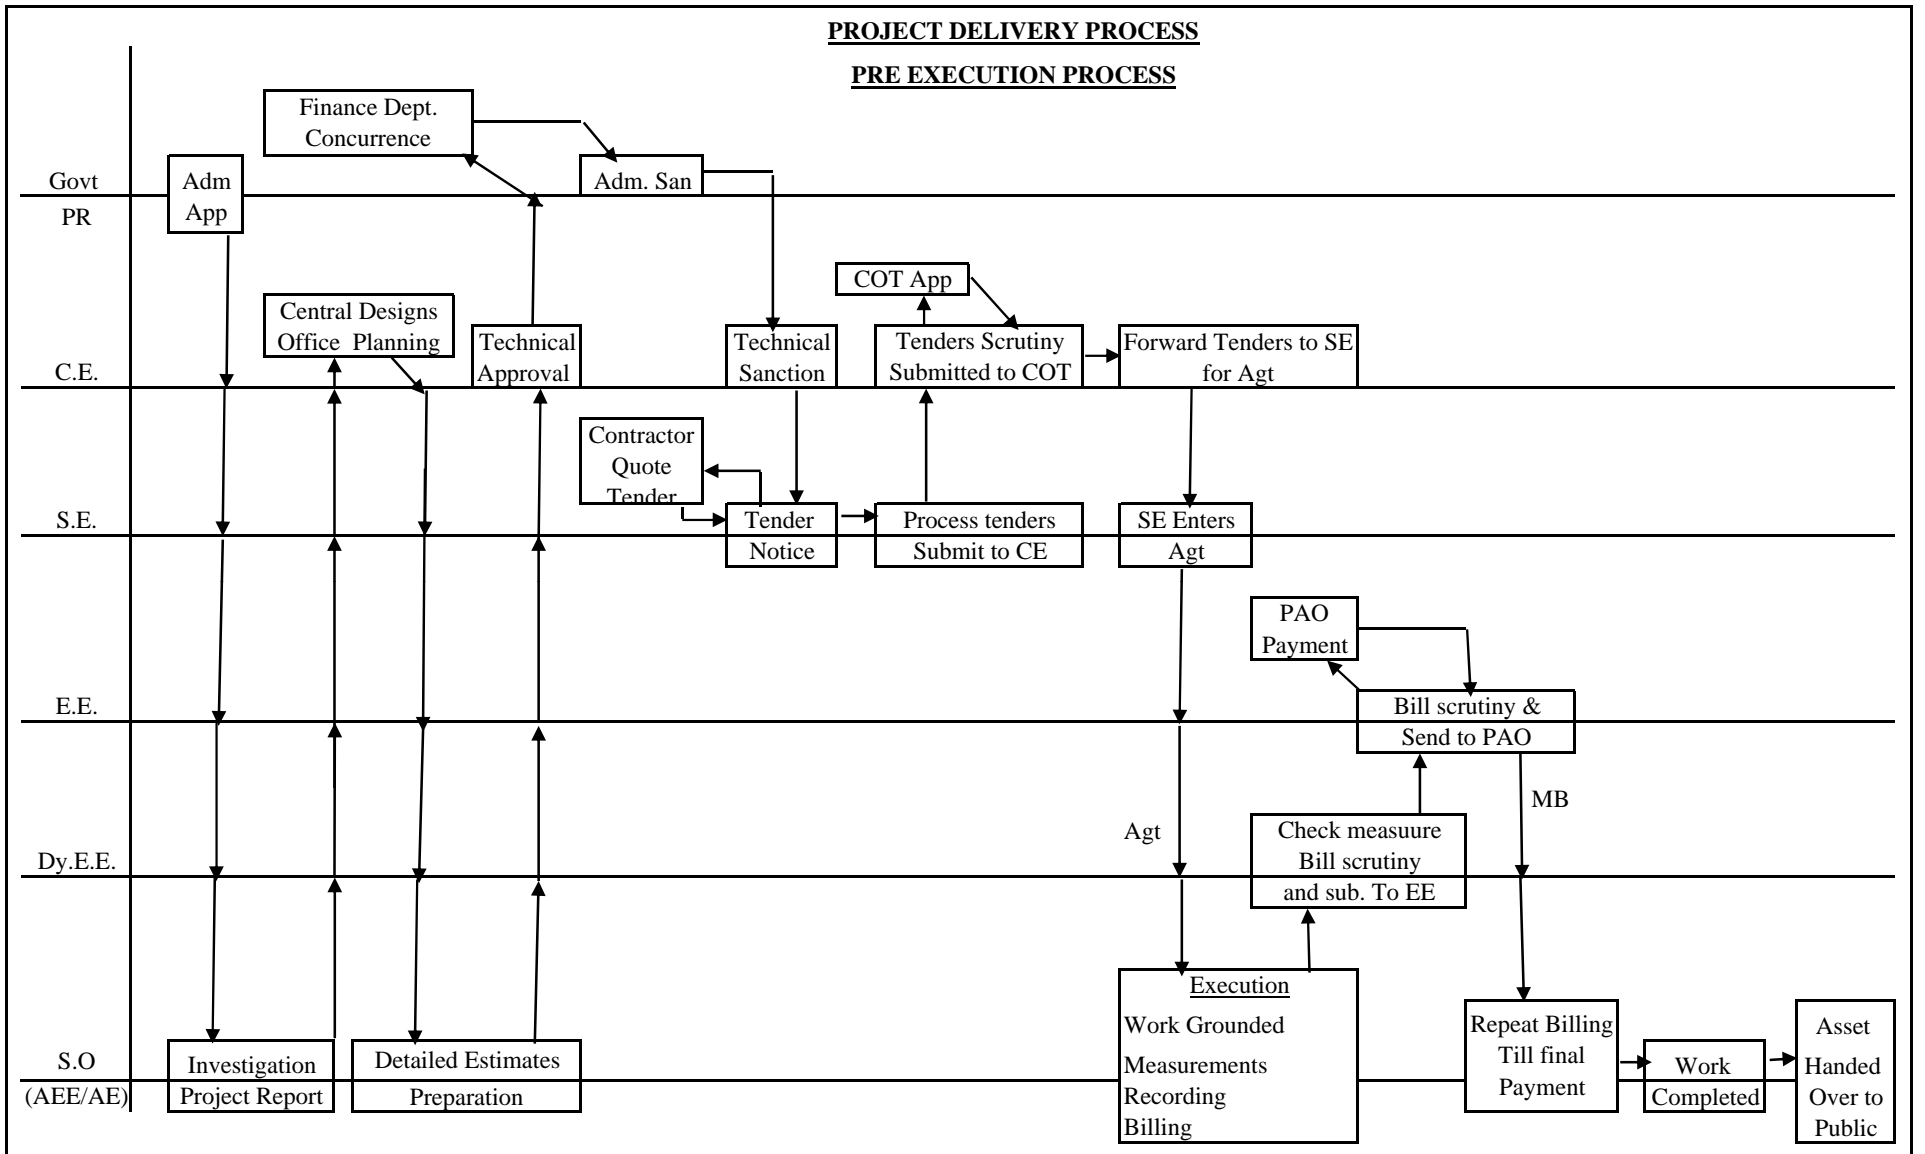 PROJECT DELIVERY PROCESS
PRE EXECUTION PROCESS
Finance Dept.
Concurrence
Govt
PR
Adm
App
Adm. San
COT App
Central Designs
Office Planning
C.E.
Technical
Approval
Technical
Sanction
Tenders Scrutiny
Submitted to COT
Forward Tenders to SE
for Agt
Contractor
Quote
Tender
S.E.
Tender
Notice
Process tenders
Submit to CE
SE Enters
Agt
PAO
Payment
E.E.
Bill scrutiny &
Send to PAO
MB
Agt
Dy.E.E.
Check measuure
Bill scrutiny
and sub. To EE
S.O
(AEE/AE)
Investigation
Project Report
Detailed Estimates
Preparation
Execution
Work Grounded
Measurements
Recording
Billing
Repeat Billing
Till final
Payment
Work
Completed
Asset
Handed
Over to
Public